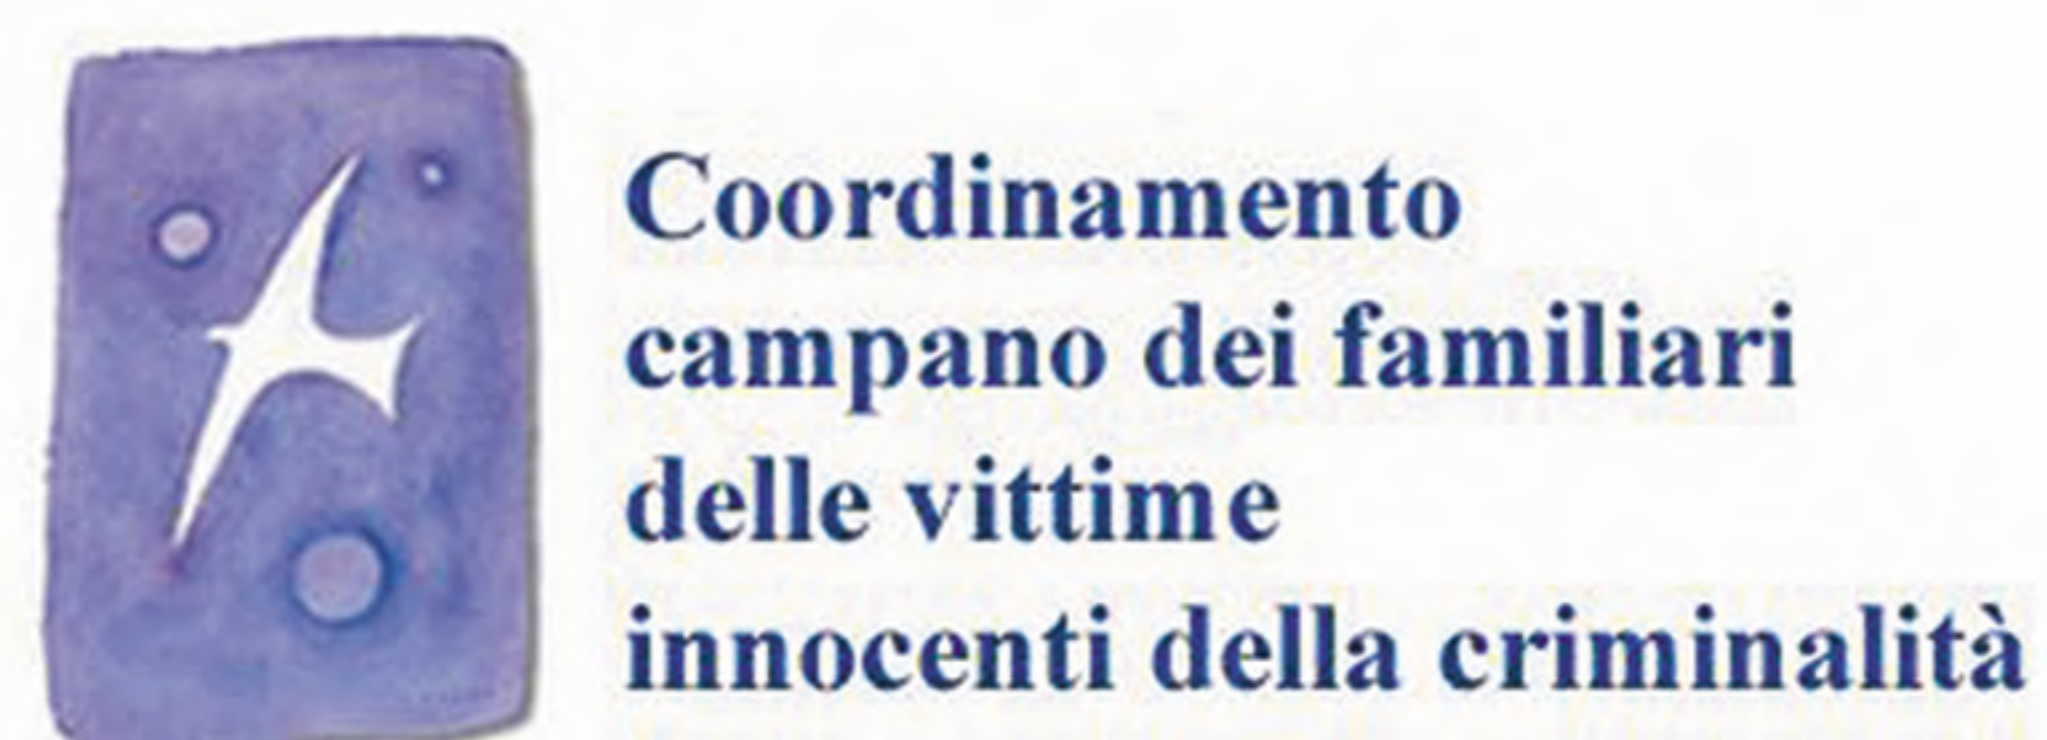 Coordinamento
campano dei familiari
delle vittime
innocenti della criminalità